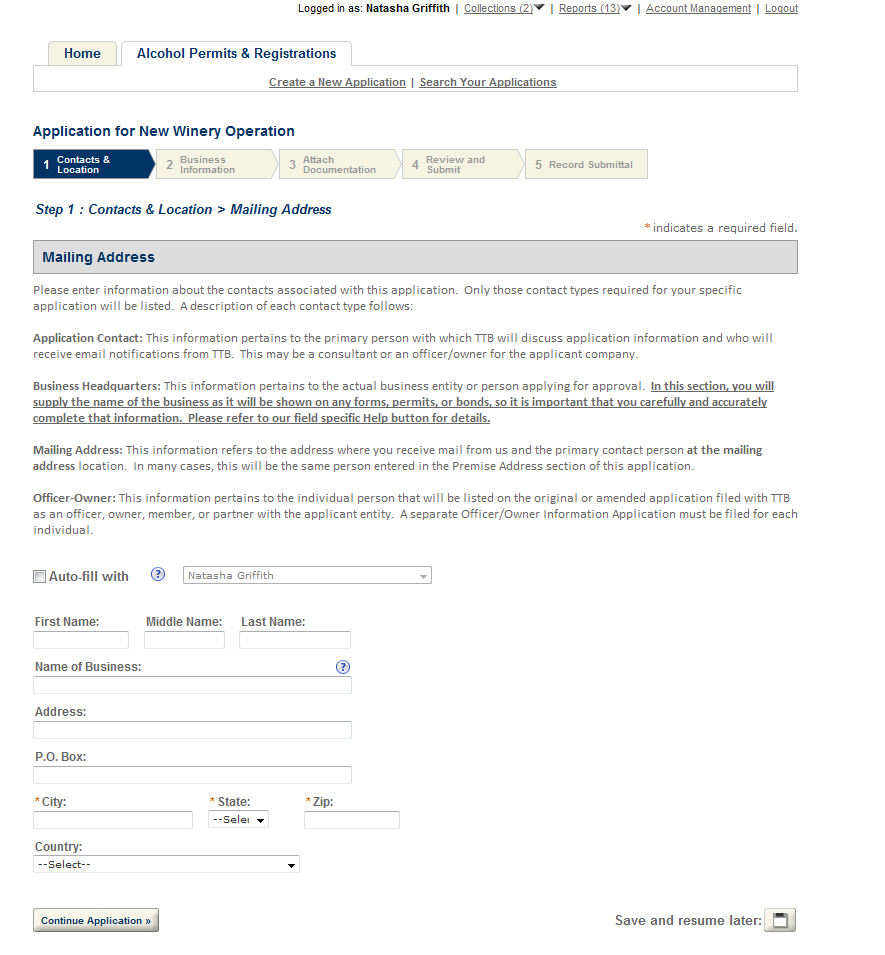 Logged in as: Natasha Griffith | Collections (2) | Reports (13) | Account Management | Logout
Home Alcohol Permits & Registrations
Create a New Application | Search Your Applications
Application for New Winery Operation
1 Contacts & Location 2 Business Information 3 Attach Documentation 4 Review and Submit 5 Record Submittal
Step 1 : Contacts & Location > Mailing Address
* indicates a required field.
Mailing Address
Please enter information about the contacts associated with this application. Only those contact types required for your specific
application will be listed. A description of each contact type follows:
Application Contact: This information pertains to the primary person with which TTB will discuss application information and who will
receive email notifications from TTB. This may be a consultant or an officer/owner for the applicant company.
Business Headquarters: This information pertains to the actual business entity or person applying for approval. In this section, you will
supply the name of the business as it will be shown on any forms, permits, or bonds, so it is important that you carefully and accurately
complete that information. Please refer to our field specific Help button for details.
Mailing Address: This information refers to the address where you receive mail from us and the primary contact person at the mailing
address location. In many cases, this will be the same person entered in the Premise Address section of this application.
Officer-Owner: This information pertains to the individual person that will be listed on the original or amended application filed with TTB
as an officer, owner, member, or partner with the applicant entity. A separate Officer/Owner Information Application must be filed for each
individual.
Auto-fill with ? Natasha Griffith
First Name: Middle Name: Last Name:
Name of Business: ?
Address:
P.O. Box:
* City: * State: * Zip:
--Selec
Country:
--Select--
Continue Application » Save and resume later: